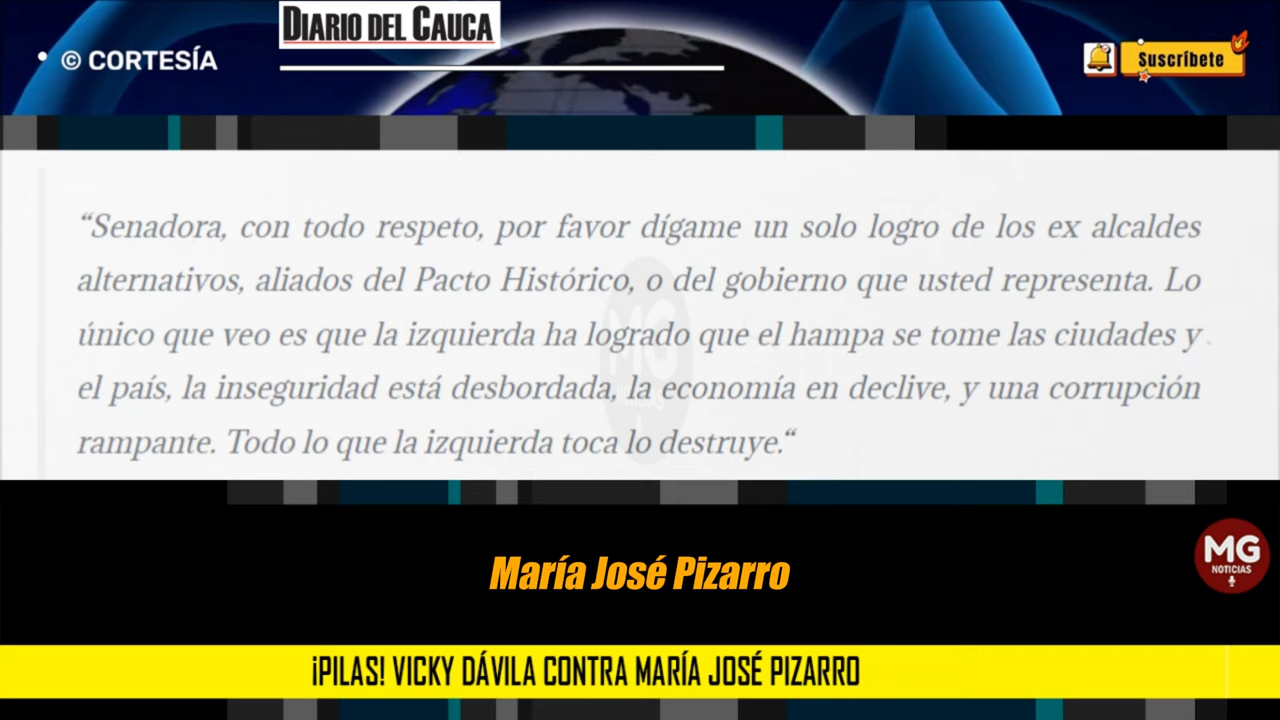 DIARIO DEL CAUCA
© CORTESÍA
Suscríbete
“Senadora, con todo respeto, por favor dígame un solo logro de los ex alcaldes
alternativos, aliados del Pacto Histórico, o del gobierno que usted representa. Lo
único que veo es que la izquierda ha logrado que el hampa se tome las ciudades y
el país, la inseguridad está desbordada, la economía en declive, y una corrupción
rampante. Todo lo que la izquierda toca lo destruye.“
MG
María José Pizarro
MG
NOTICIAS
¡PILAS! VICKY DÁVILA CONTRA MARÍA JOSÉ PIZARRO